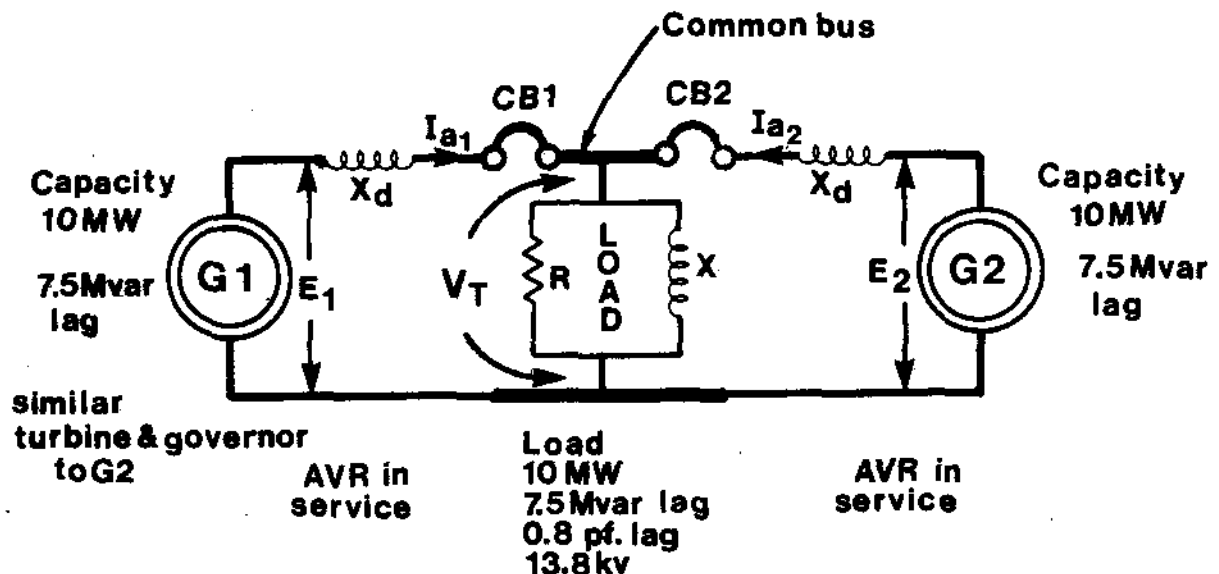 Common bus
CB1
CB2
Ia1
Ia2
Xd
Xd
Capacity
10MW
7.5Mvar
lag
G1
E1
VT
R
LOAD
X
E2
G2
Capacity
10MW
7.5Mvar
lag
similar
turbine & governor
to G2
AVR in
service
Load
10MW
7.5Mvar lag
0.8 pf. lag
13.8kv
AVR in
service